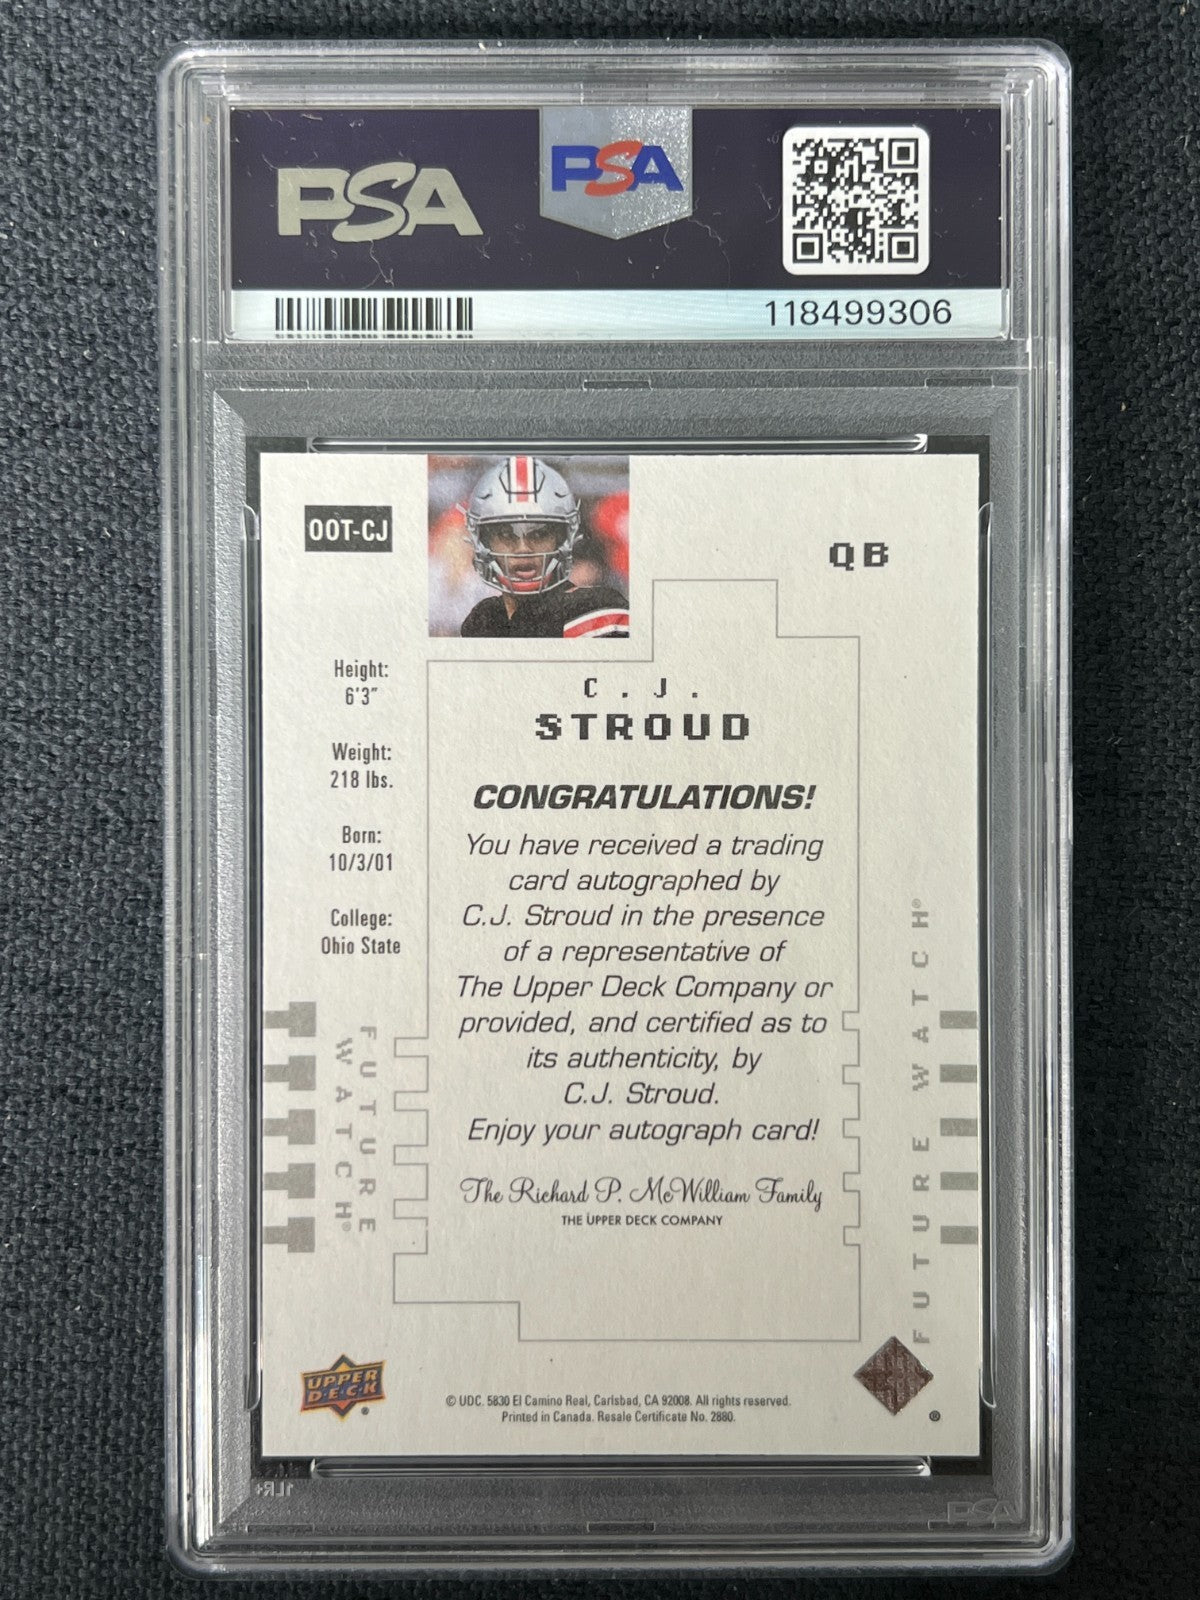 PSA
PSA
118499306
OOT-CJ
QB
Height:
6'3"
Weight:
218 lbs.
Born:
10/3/01
College:
Ohio State
C.J.
STROUD
CONGRATULATIONS!
You have received a trading
card autographed by
C.J. Stroud in the presence
of a representative of
The Upper Deck Company or
provided, and certified as to
its authenticity, by
C.J. Stroud.
Enjoy your autograph card!
The Richard P. McWilliam Family
THE UPPER DECK COMPANY
FUTURE
WATCH®
FUTURE WATCH®
UPPER
DECK
®
© UDC. 5830 El Camino Real, Carlsbad, CA 92008. All rights reserved.
Printed in Canada. Resale Certificate No. 2880.
®
1LR+
PSA